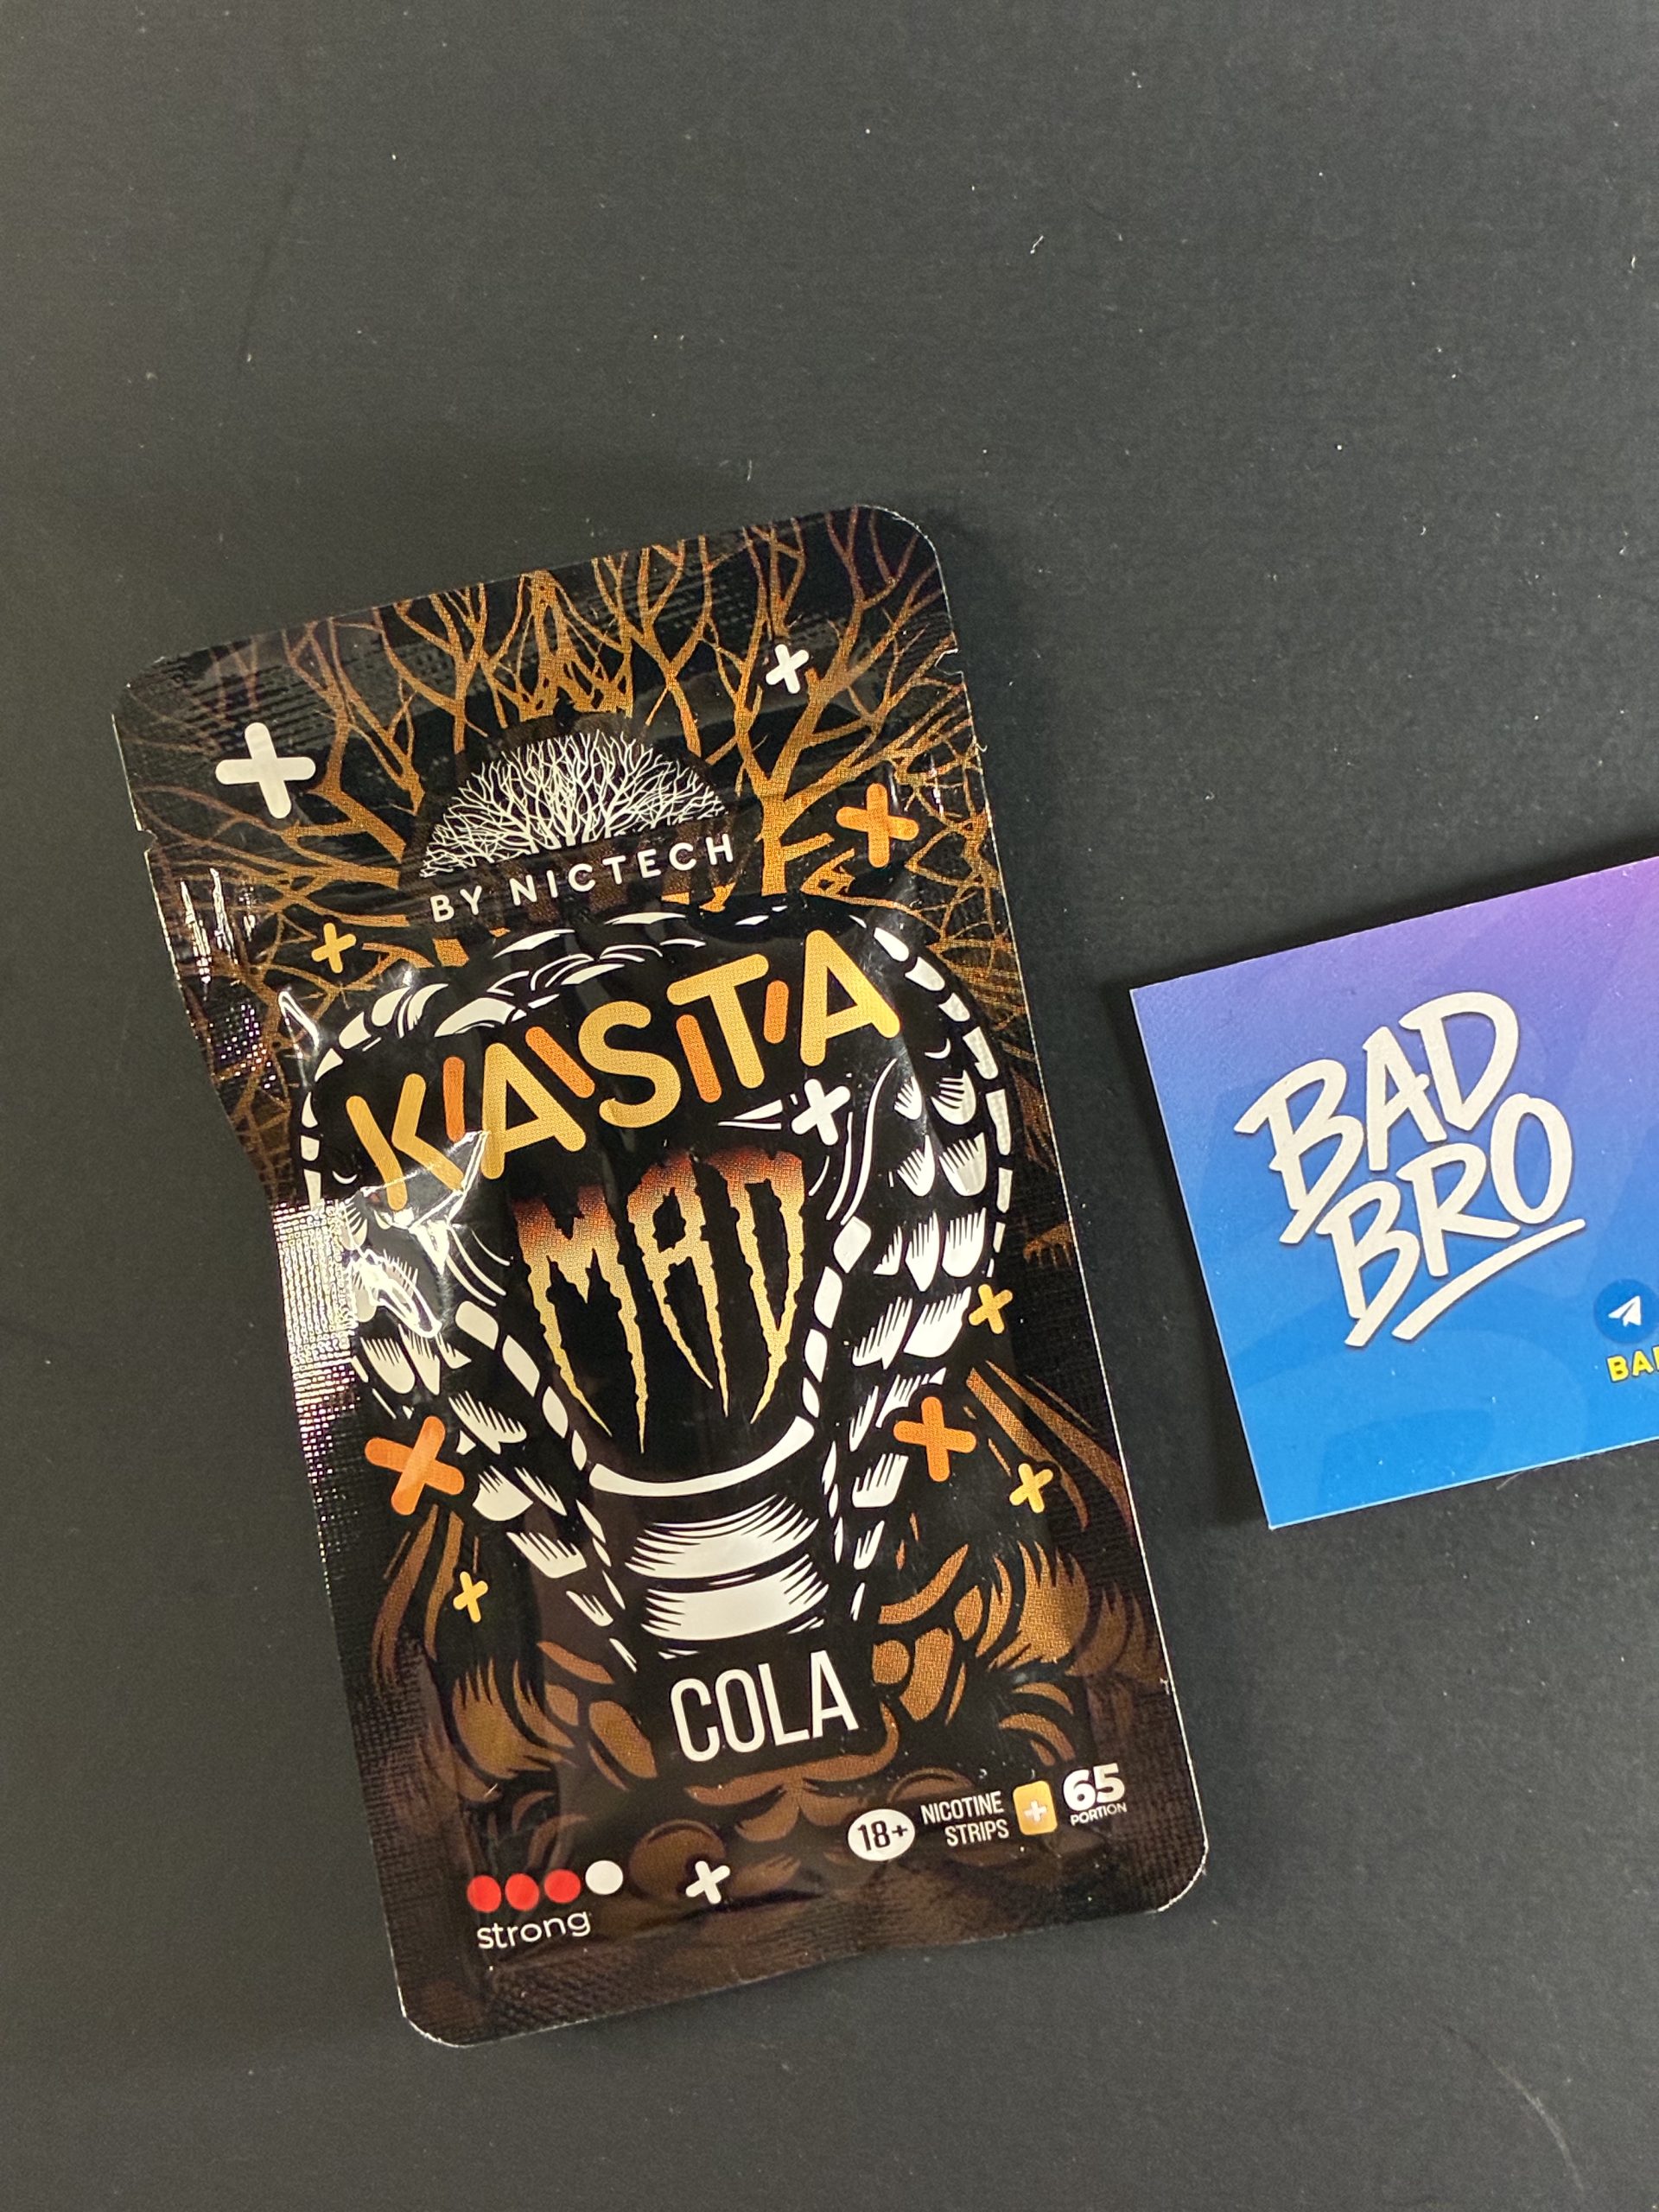 BY NICTECH
KASTA
MAD
COLA
18+
NICOTINE
STRIPS
65
PORTION
strong
BAD
BRO